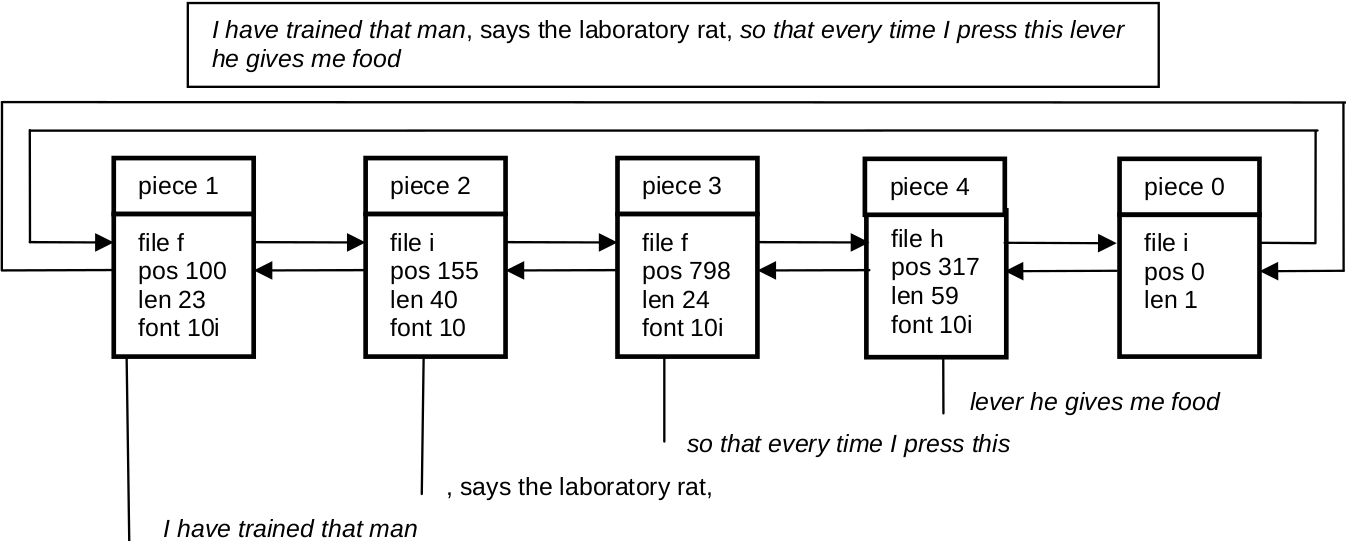 I have trained that man, says the laboratory rat, so that every time I press this lever
he gives me food
piece 1
file f
pos 100
len 23
font 10i
piece 2
file i
pos 155
len 40
font 10
piece 3
file f
pos 798
len 24
font 10i
piece 4
file h
pos 317
len 59
font 10i
piece 0
file i
pos 0
len 1
lever he gives me food
so that every time I press this
, says the laboratory rat,
I have trained that man